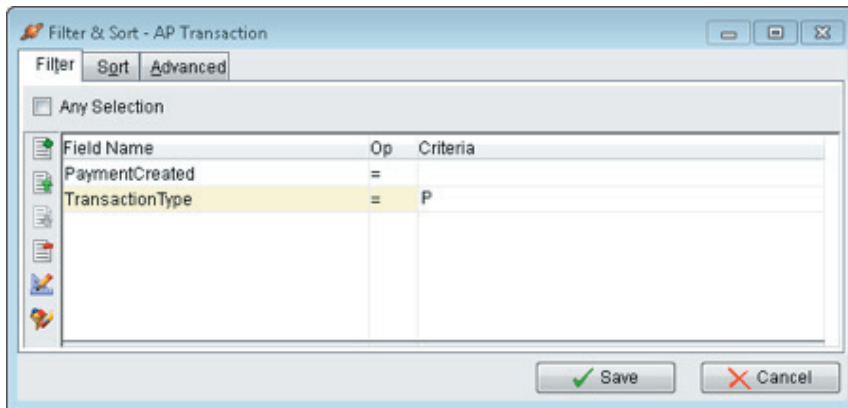 Filter & Sort - AP Transaction
Filter Sort Advanced
Any Selection
Field Name Op Criteria
PaymentCreated =
TransactionType = P
Save Cancel